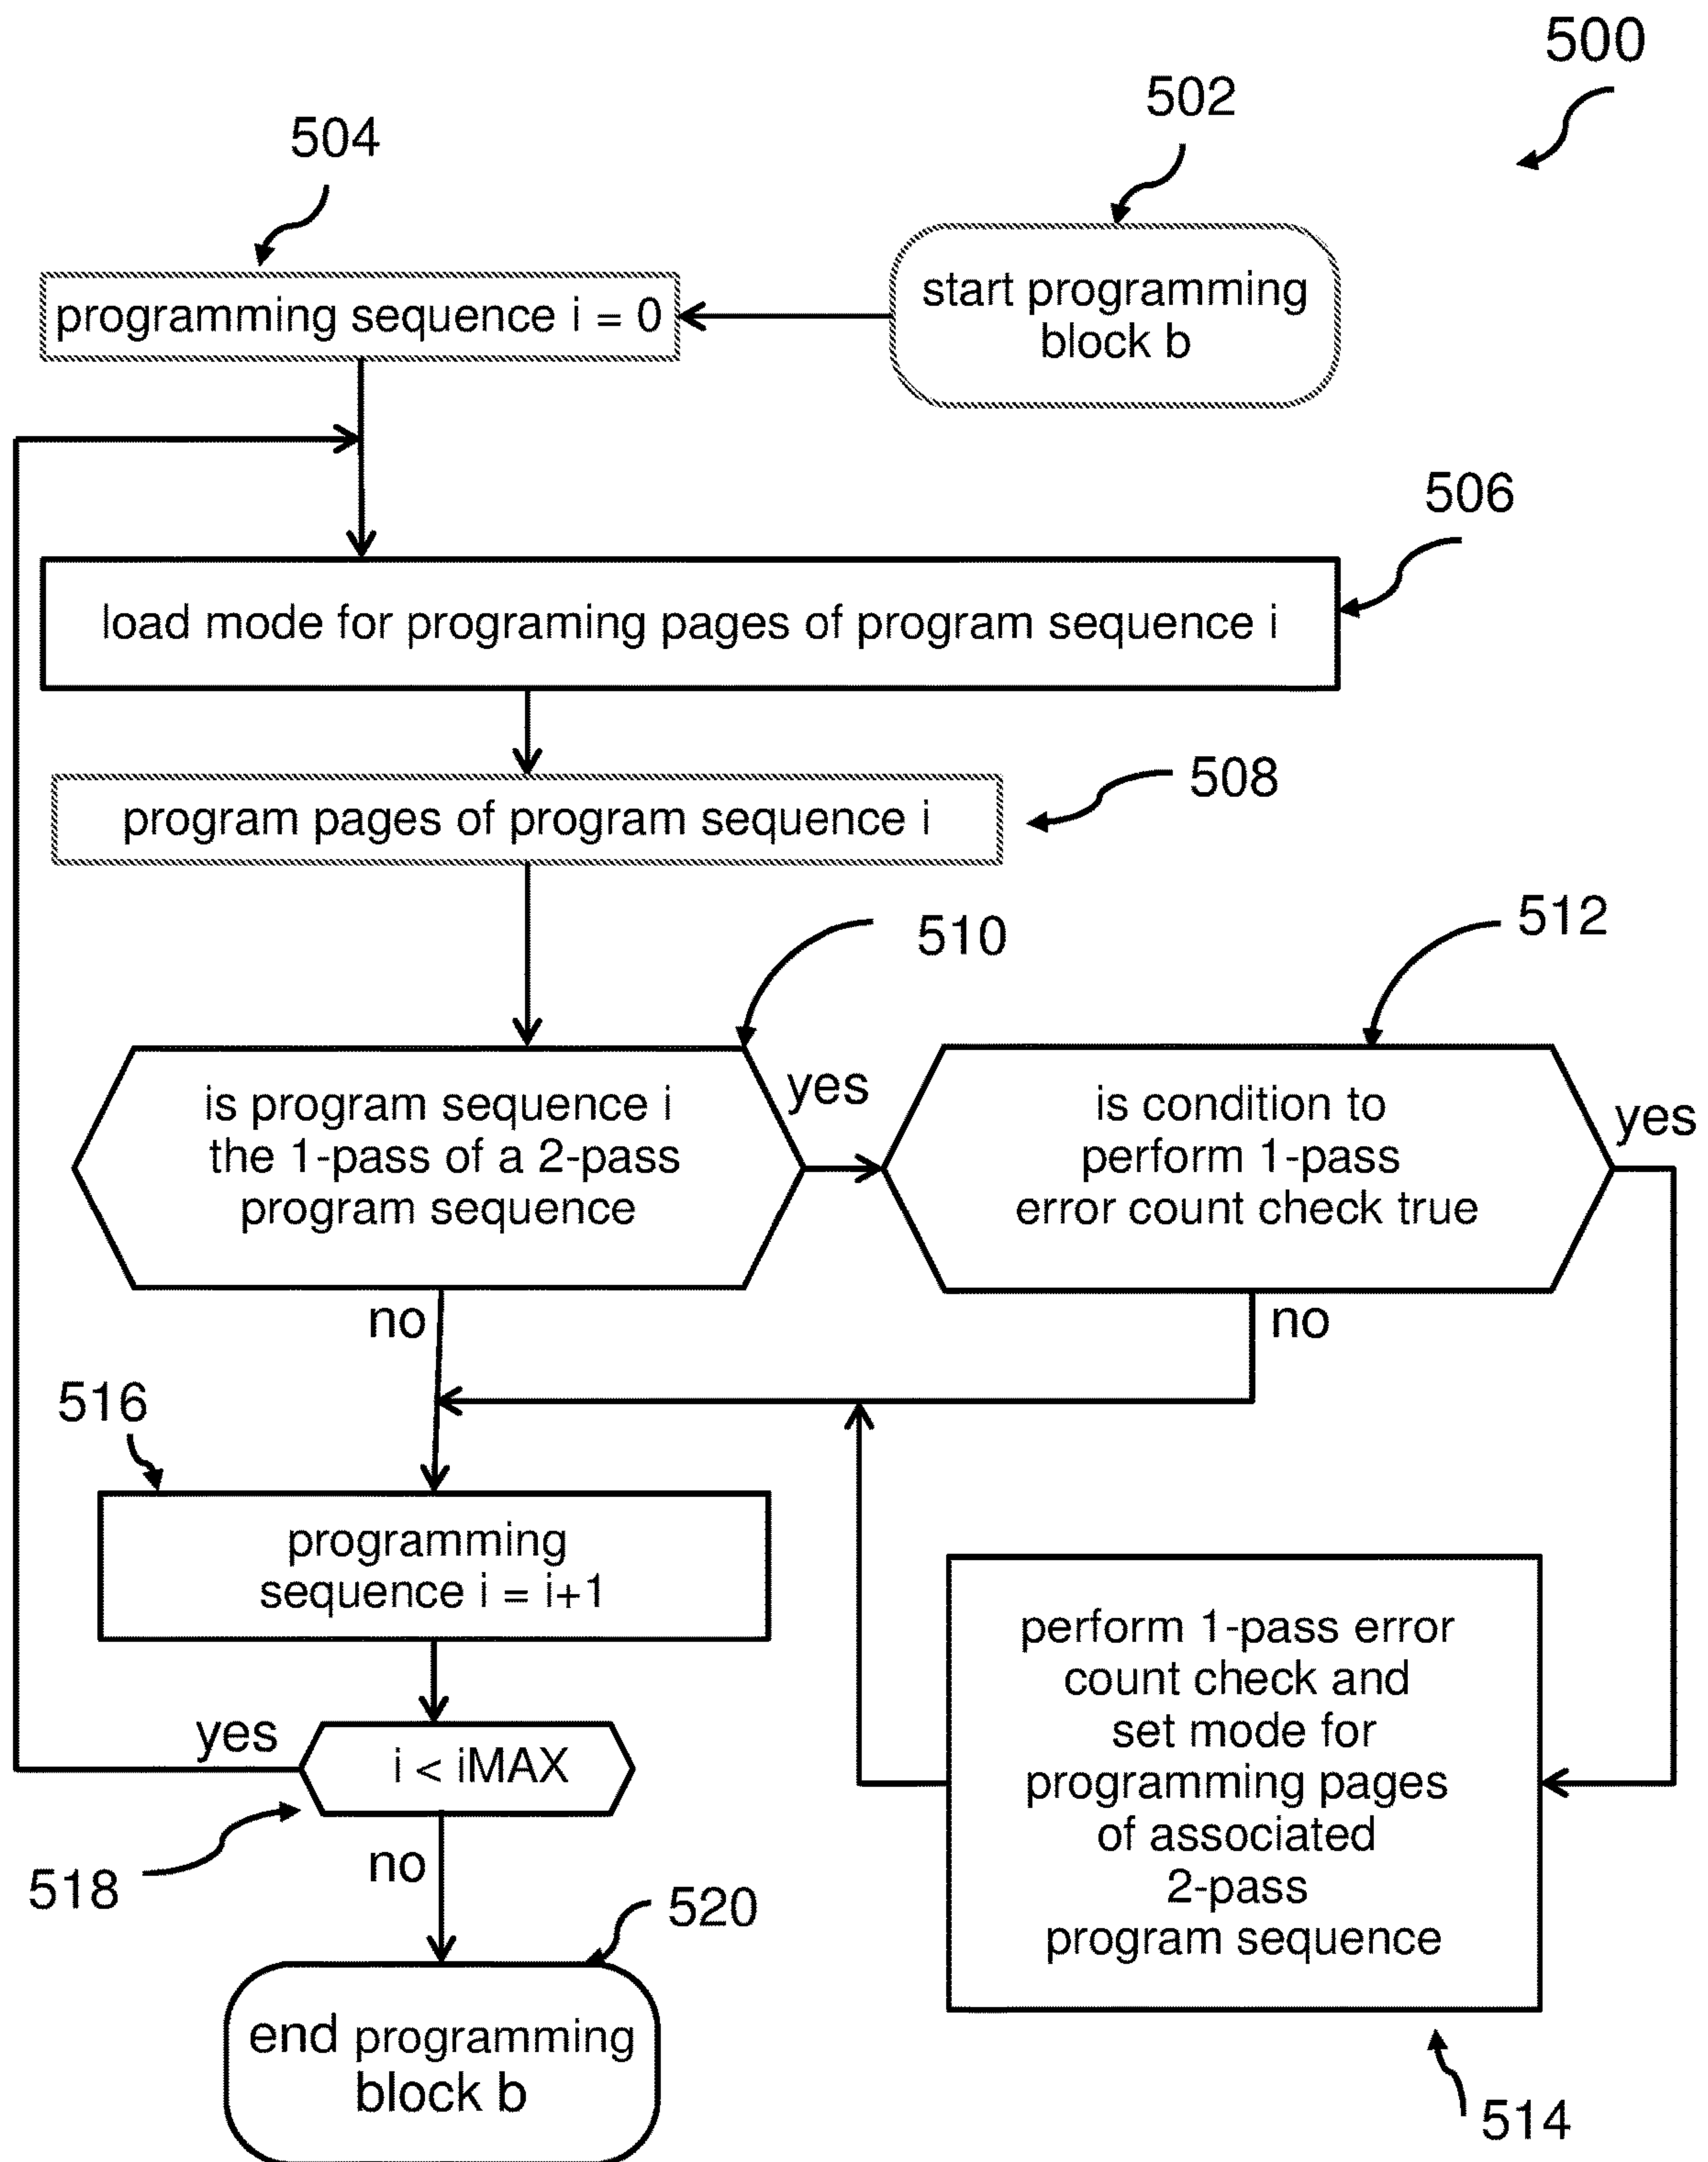 500
502
504
start programming
block b
programming sequence i = 0
506
load mode for programing pages of program sequence i
508
program pages of program sequence i
510
512
is program sequence i
the 1-pass of a 2-pass
program sequence
yes
is condition to
perform 1-pass
error count check true
yes
no
no
516
programming
sequence i = i+1
perform 1-pass error
count check and
set mode for
programming pages
of associated
2-pass
program sequence
yes
i < iMAX
518
no
520
end programming
block b
514